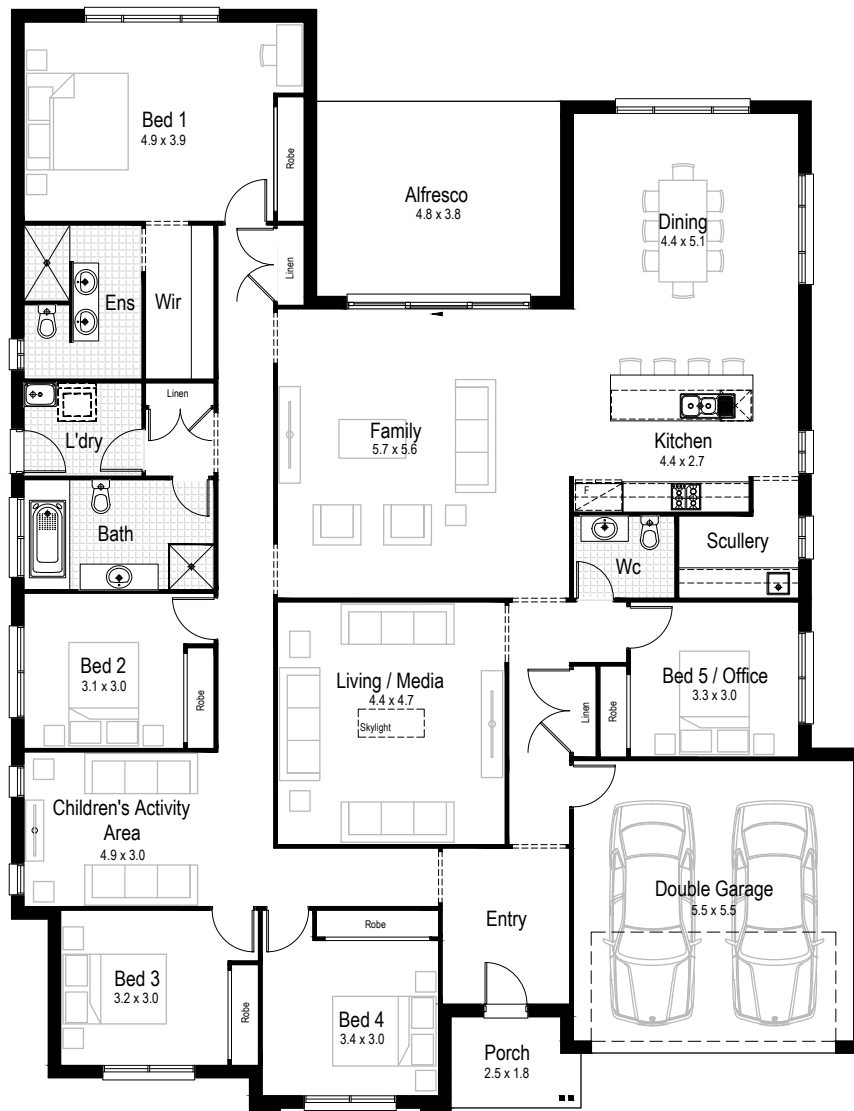 Bed 1
4.9 x 3.9
Robe
Alfresco
4.8 x 3.8
Dining
4.4 x 5.1
Linen
Ens
Wir
Linen
L'dry
Family
5.7 x 5.6
Kitchen
4.4 x 2.7
F
Bath
Wc
Scullery
Bed 2
3.1 x 3.0
Robe
Living / Media
4.4 x 4.7
Skylight
Linen
Robe
Bed 5 / Office
3.3 x 3.0
Children's Activity
Area
4.9 x 3.0
Double Garage
5.5 x 5.5
Entry
Robe
Bed 3
3.2 x 3.0
Robe
Bed 4
3.4 x 3.0
Porch
2.5 x 1.8